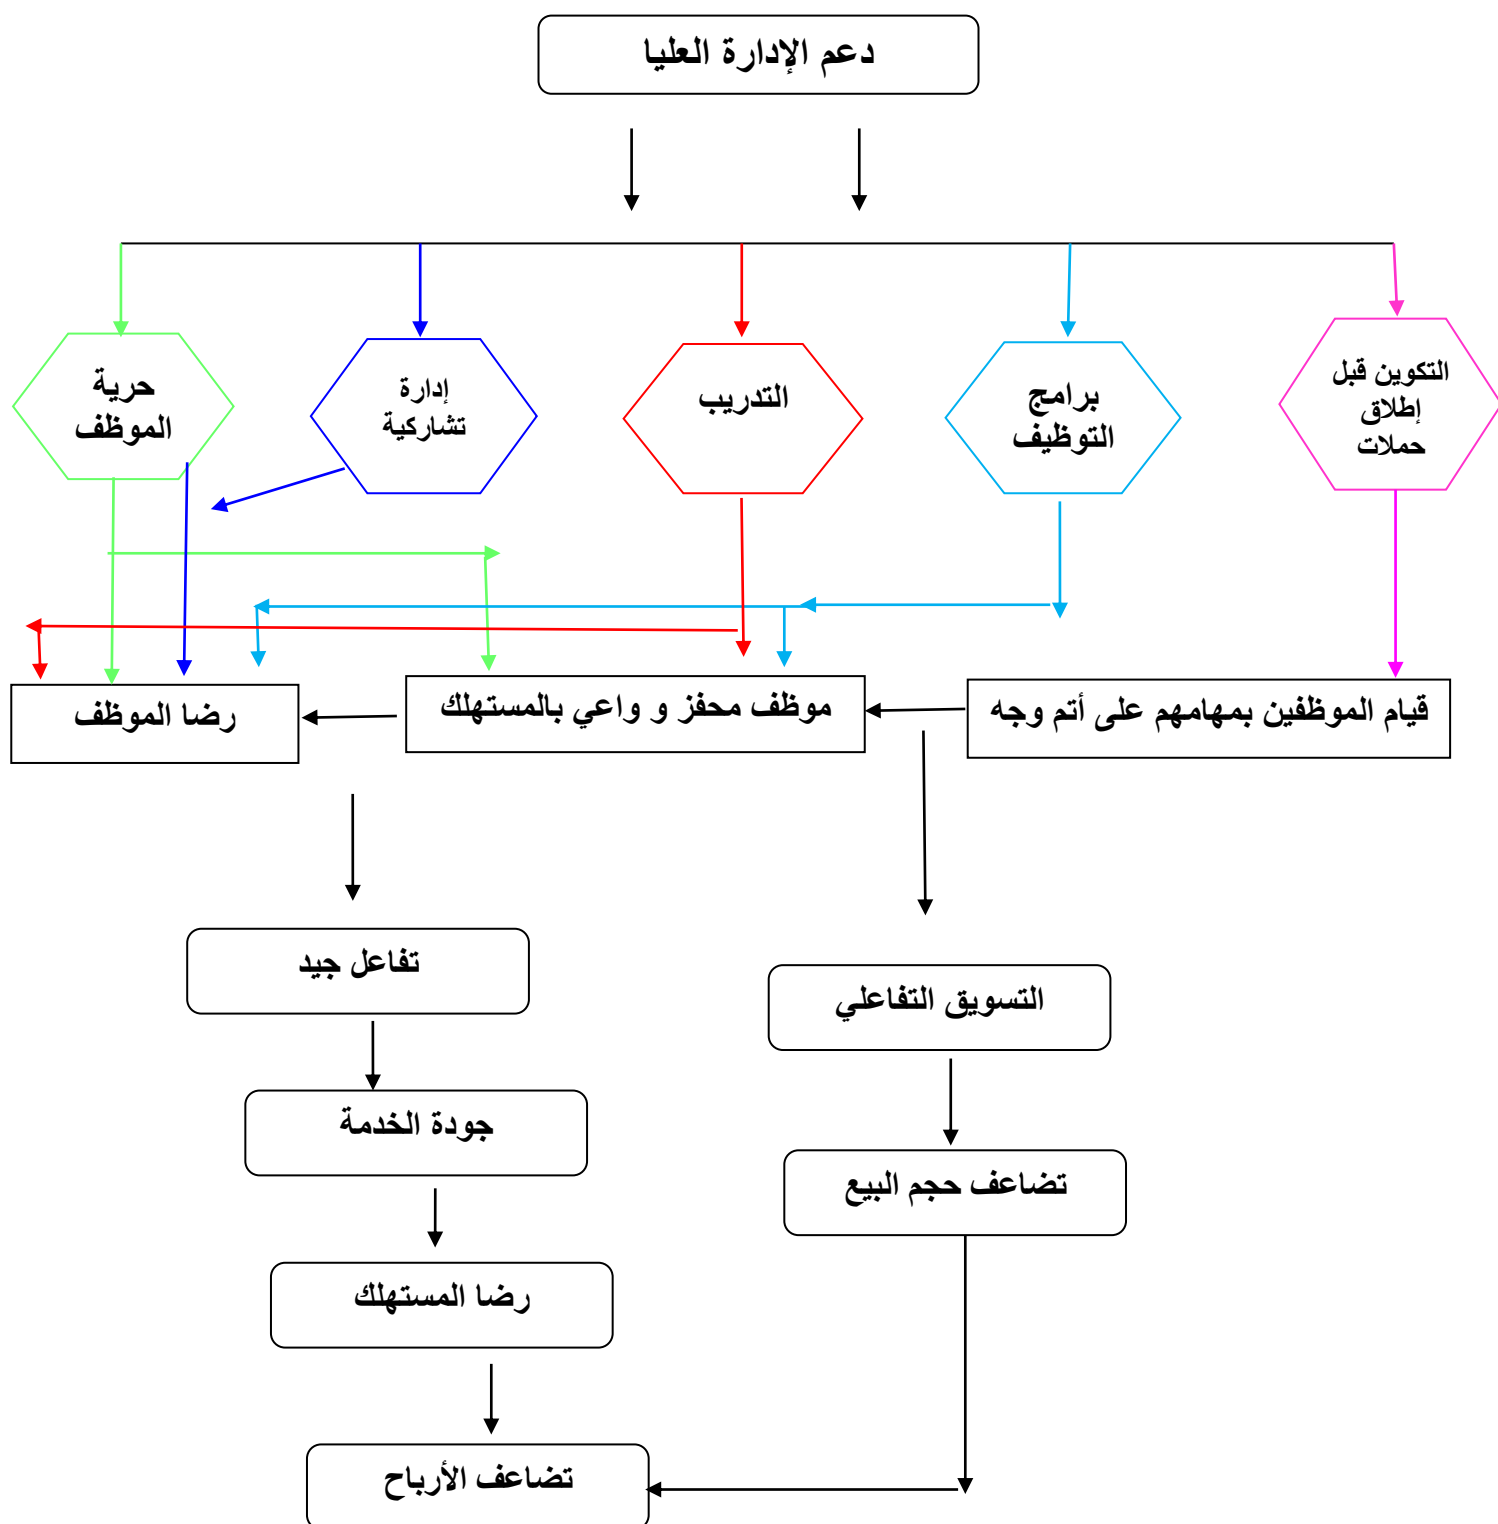 دعم الإدارة العليا
التكوين قبل
إطلاق
حملات
برامج
التوظيف
التدريب
إدارة
تشاركية
حرية
الموظف
قيام الموظفين بمهامهم على أتم وجه
موظف محفز و واعي بالمستهلك
رضا الموظف
تفاعل جيد
التسويق التفاعلي
جودة الخدمة
تضاعف حجم البيع
رضا المستهلك
تضاعف الأرباح